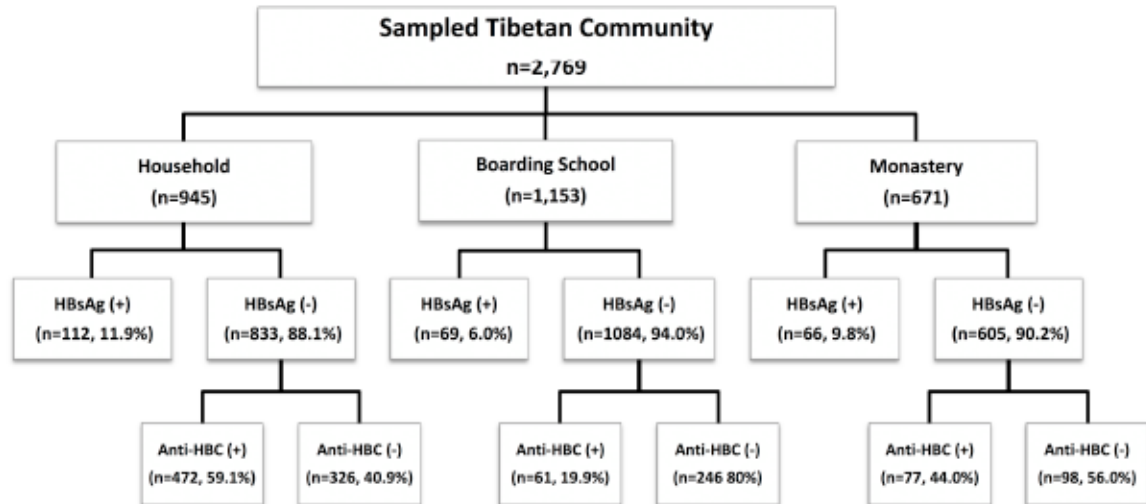 Sampled Tibetan Community
n=2,769
Household
(n=945)
Boarding School
(n=1,153)
Monastery
(n=671)
HBsAg (+)
(n=112, 11.9%)
HBsAg (-)
(n=833, 88.1%)
HBsAg (+)
(n=69, 6.0%)
HBsAg (-)
(n=1084, 94.0%)
HBsAg (+)
(n=66, 9.8%)
HBsAg (-)
(n=605, 90.2%)
Anti-HBC (+)
(n=472, 59.1%)
Anti-HBC (-)
(n=326, 40.9%)
Anti-HBC (+)
(n=61, 19.9%)
Anti-HBC (-)
(n=246 80%)
Anti-HBC (+)
(n=77, 44.0%)
Anti-HBC (-)
(n=98, 56.0%)